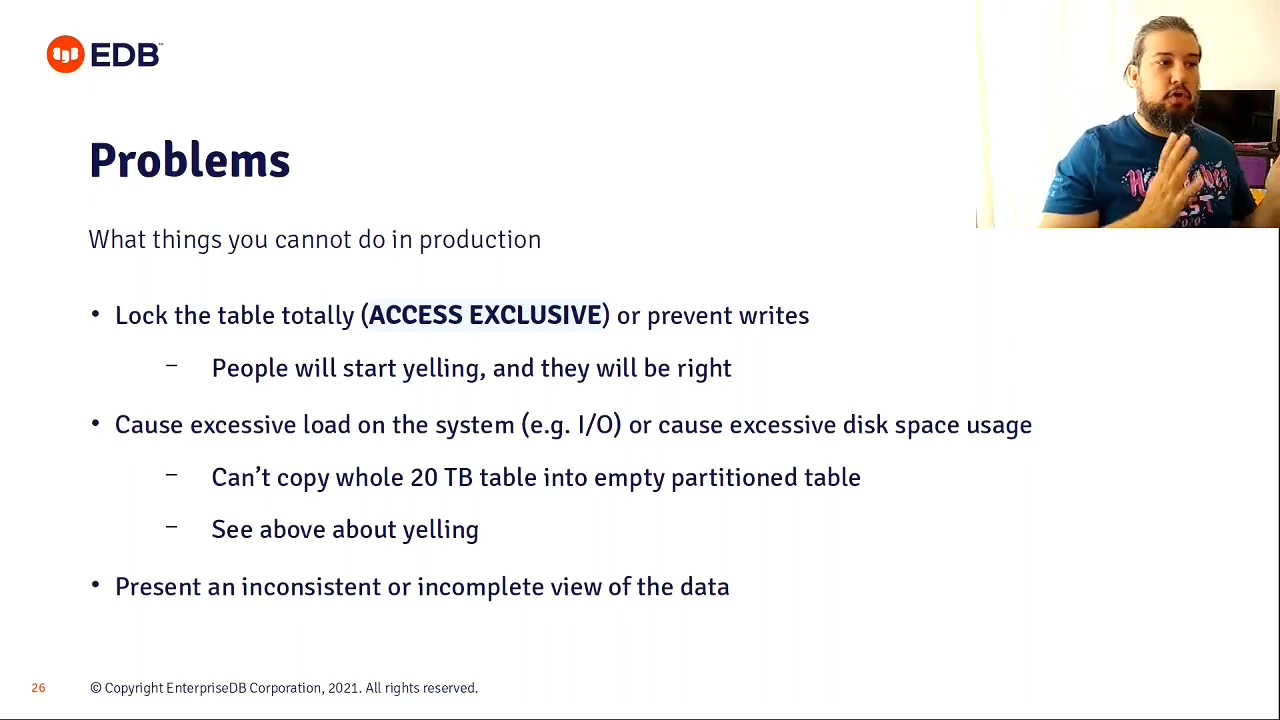 EDB™
Problems
What things you cannot do in production
• Lock the table totally (ACCESS EXCLUSIVE) or prevent writes
– People will start yelling, and they will be right
• Cause excessive load on the system (e.g. I/O) or cause excessive disk space usage
– Can’t copy whole 20 TB table into empty partitioned table
– See above about yelling
• Present an inconsistent or incomplete view of the data
26
© Copyright EnterpriseDB Corporation, 2021. All rights reserved.